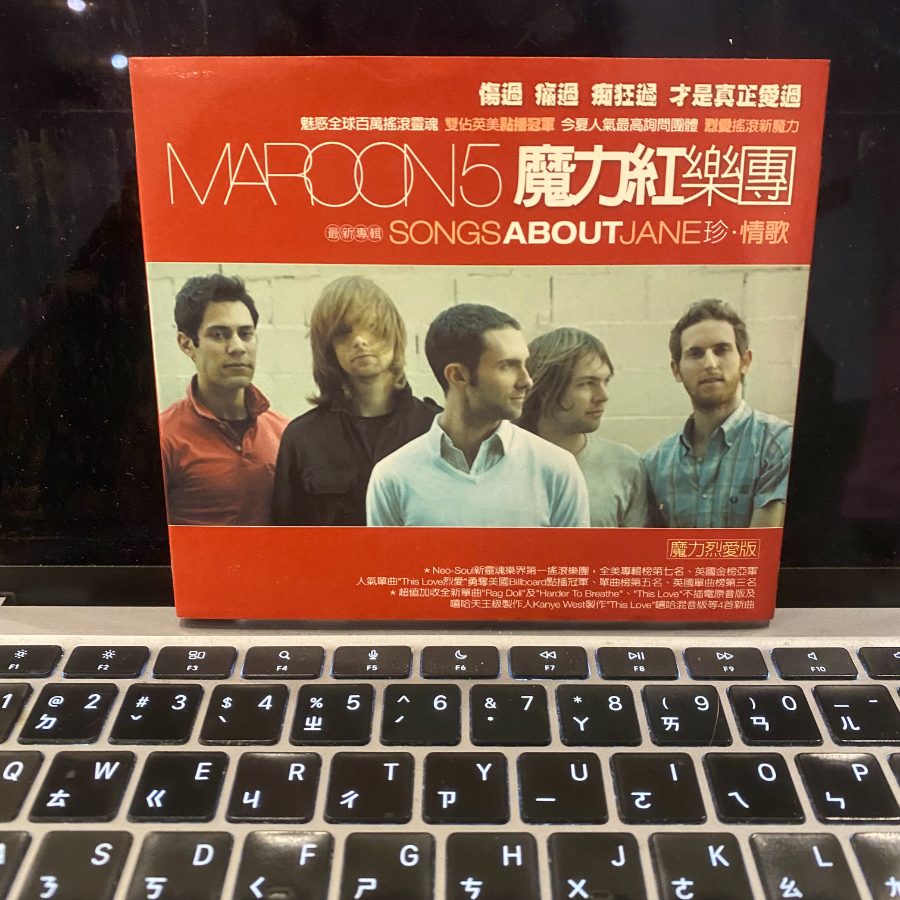 傷過 痛過 癡狂過 才是真正愛過
魅惑全球百萬搖滾靈魂 雙佔英美點播冠軍 今夏人氣最高詢問團體 烈愛搖滾新魔力
MAROON5 魔力紅樂團
最新專輯 SONGSABOUTJANE珍·情歌
魔力烈愛版
★Neo-Soul新靈魂樂界第一搖滾樂團,全美專輯榜第七名、英國金榜亞軍
人氣單曲"This Love烈愛"勇奪美國Billboard點播冠軍、單曲榜第五名、英國單曲榜第三名
★超值加收全新單曲"Rag Doll"及"Harder To Breathe"、"This Love"不插電原音版及
嘻哈天王級製作人Kanye West製作"This Love"嘻哈混音版等4首新曲
F1 F2 F3 F4 F5 F6 F7 F8 F9 F10
1 @ 2 ㄉ # 3 ˇ $ 4 ˋ % 5 ㄓ ^ 6 ˊ & 7 ˙ * 8 ㄚ ( 9 ㄞ ) 0 ㄢ - ㄦ
Q W ㄊ E ㄍ R ㄐ T ㄔ Y ㄗ U ㄧ I ㄛ O ㄟ P ㄣ
S ㄋ D ㄎ F ㄑ G ㄕ H ㄘ J ㄨ K ㄜ L ㄠ ㄤ